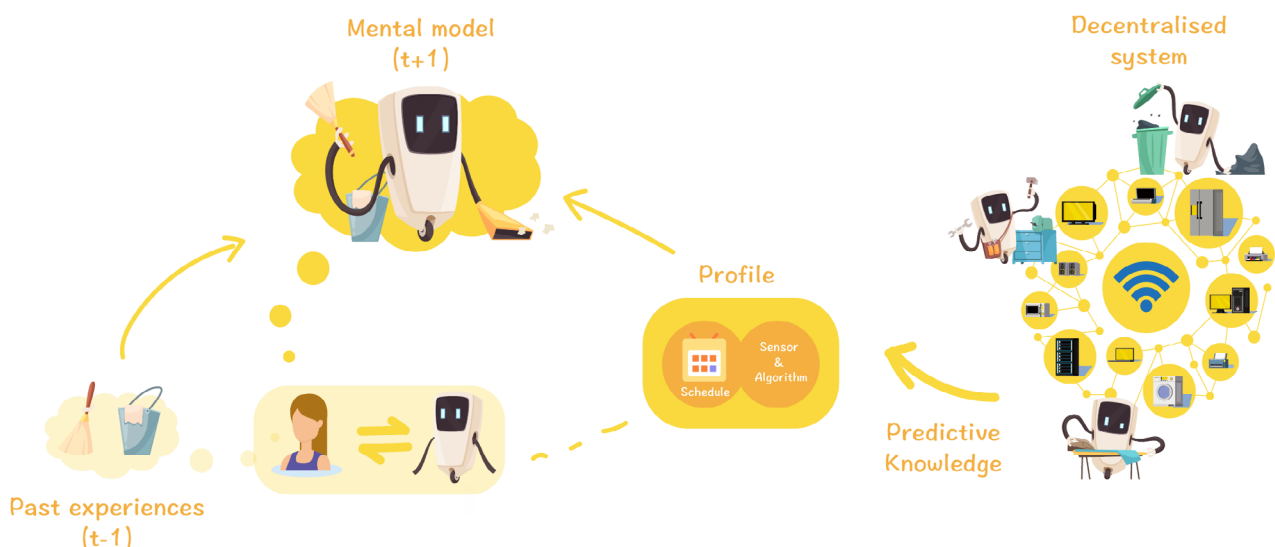 Mental model
(t+1)
Decentralised
system
Profile
Sensor
&
Algorithm
Schedule
Predictive
Knowledge
Past experiences
(t-1)